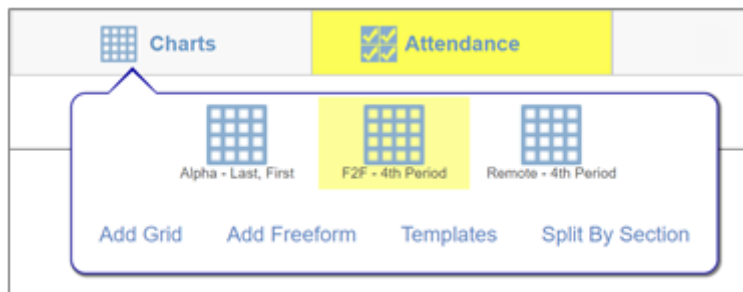 Charts Attendance
Alpha - Last, First F2F - 4th Period Remote - 4th Period
Add Grid Add Freeform Templates Split By Section